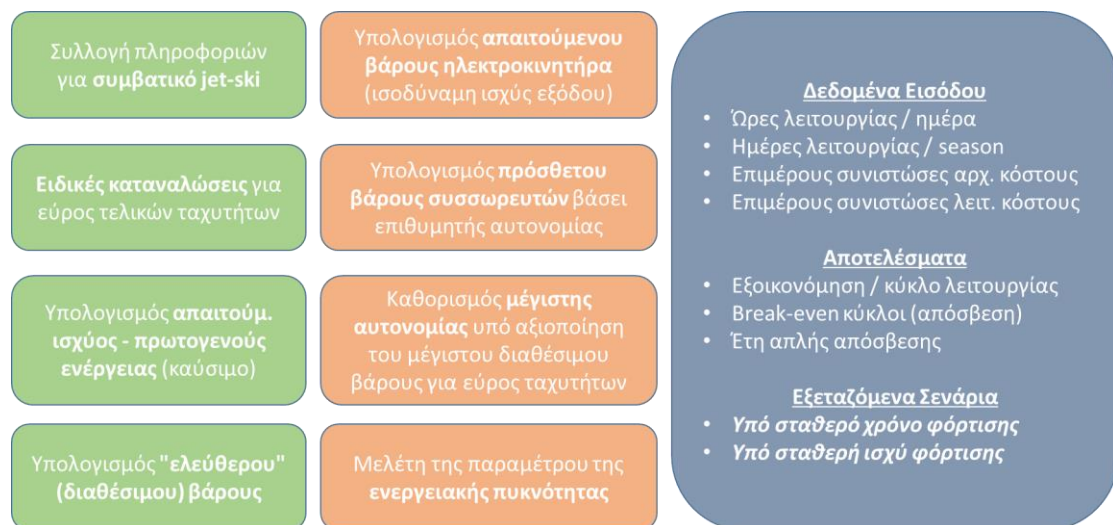 Συλλογή πληροφοριών
για συμβατικό jet-ski
Ειδικές καταναλώσεις για
εύρος τελικών ταχυτήτων
Υπολογισμός απαιτούμ.
ισχύος - πρωτογενούς
ενέργειας (καύσιμο)
Υπολογισμός "ελεύθερου"
(διαθέσιμου) βάρους
Υπολογισμός απαιτούμενου
βάρους ηλεκτροκινητήρα
(ισοδύναμη ισχύς εξόδου)
Υπολογισμός πρόσθετου
βάρους συσσωρευτών βάσει
επιθυμητής αυτονομίας
Καθορισμός μέγιστης
αυτονομίας υπό αξιοποίηση
του μέγιστου διαθέσιμου
βάρους για εύρος ταχυτήτων
Μελέτη της παραμέτρου της
ενεργειακής πυκνότητας
Δεδομένα Εισόδου
• Ώρες λειτουργίας / ημέρα
• Ημέρες λειτουργίας / season
• Επιμέρους συνιστώσες αρχ. κόστους
• Επιμέρους συνιστώσες λειτ. κόστους
Αποτελέσματα
• Εξοικονόμηση / κύκλο λειτουργίας
• Break-even κύκλοι (απόσβεση)
• Έτη απλής απόσβεσης
Εξεταζόμενα Σενάρια
• Υπό σταθερό χρόνο φόρτισης
• Υπό σταθερή ισχύ φόρτισης